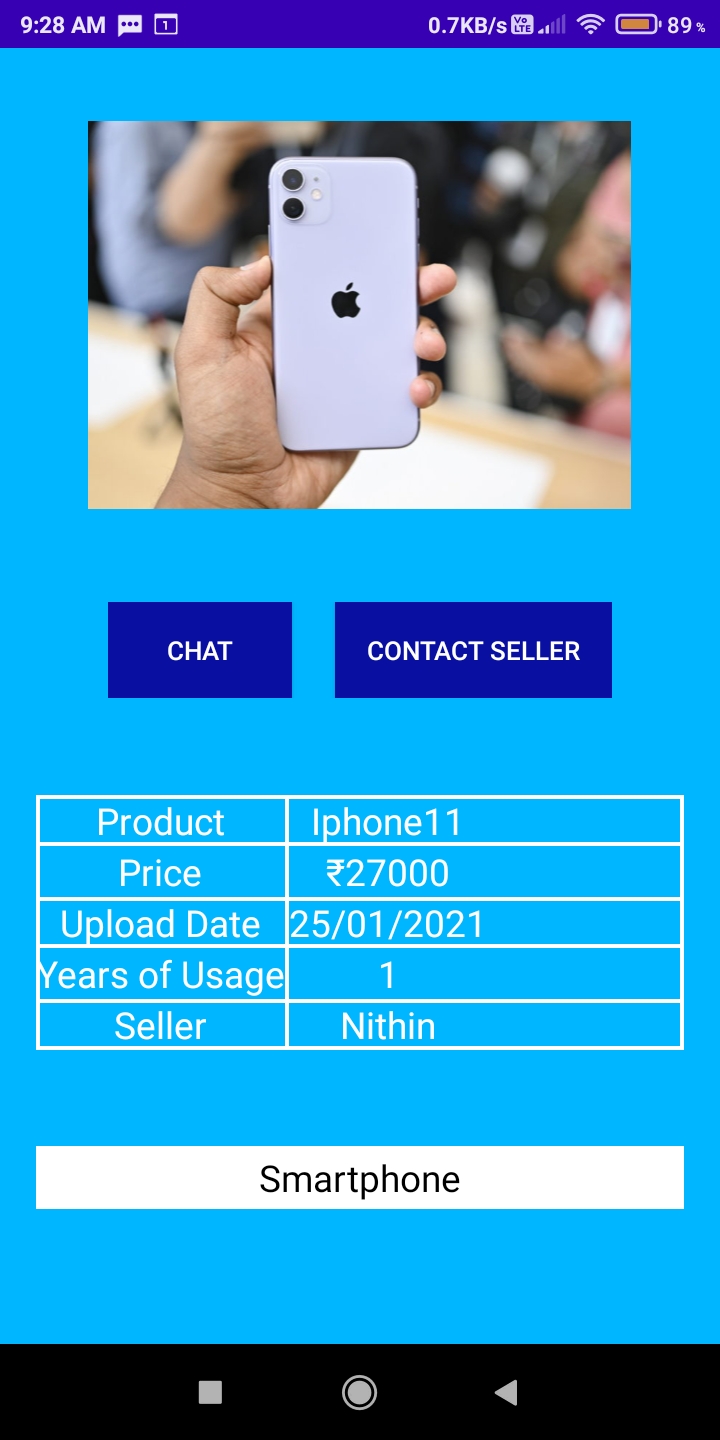 9:28 AM 1 0.7KB/s Vo LTE 89 %
CHAT CONTACT SELLER
Product Iphone11
Price ₹27000
Upload Date 25/01/2021
Years of Usage 1
Seller Nithin
Smartphone